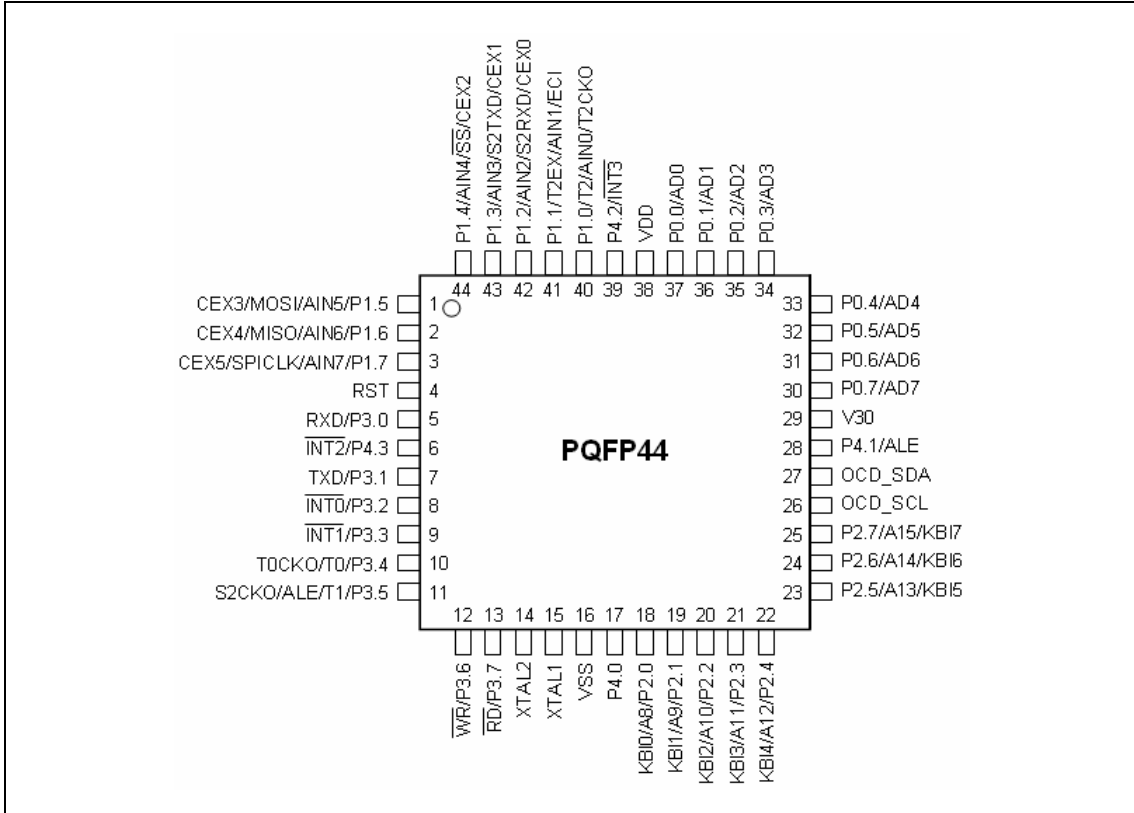 P1.4/AIN4/S̅S̅/CEX2
P1.3/AIN3/S2TXD/CEX1
P1.2/AIN2/S2RXD/CEX0
P1.1/T2EX/AIN1/ECI
P1.0/T2/AIN0/T2CKO
P4.2/I̅N̅T̅3̅
VDD
P0.0/AD0
P0.1/AD1
P0.2/AD2
P0.3/AD3
44 43 42 41 40 39 38 37 36 35 34
CEX3/MOSI/AIN5/P1.5 1
CEX4/MISO/AIN6/P1.6 2
CEX5/SPICLK/AIN7/P1.7 3
RST 4
RXD/P3.0 5
I̅N̅T̅2̅/P4.3 6
TXD/P3.1 7
I̅N̅T̅0̅/P3.2 8
I̅N̅T̅1̅/P3.3 9
T0CKO/T0/P3.4 10
S2CKO/ALE/T1/P3.5 11
PQFP44
33 P0.4/AD4
32 P0.5/AD5
31 P0.6/AD6
30 P0.7/AD7
29 V30
28 P4.1/ALE
27 OCD_SDA
26 OCD_SCL
25 P2.7/A15/KBI7
24 P2.6/A14/KBI6
23 P2.5/A13/KBI5
12 13 14 15 16 17 18 19 20 21 22
W̅R̅/P3.6
R̅D̅/P3.7
XTAL2
XTAL1
VSS
P4.0
KBI0/A8/P2.0
KBI1/A9/P2.1
KBI2/A10/P2.2
KBI3/A11/P2.3
KBI4/A12/P2.4